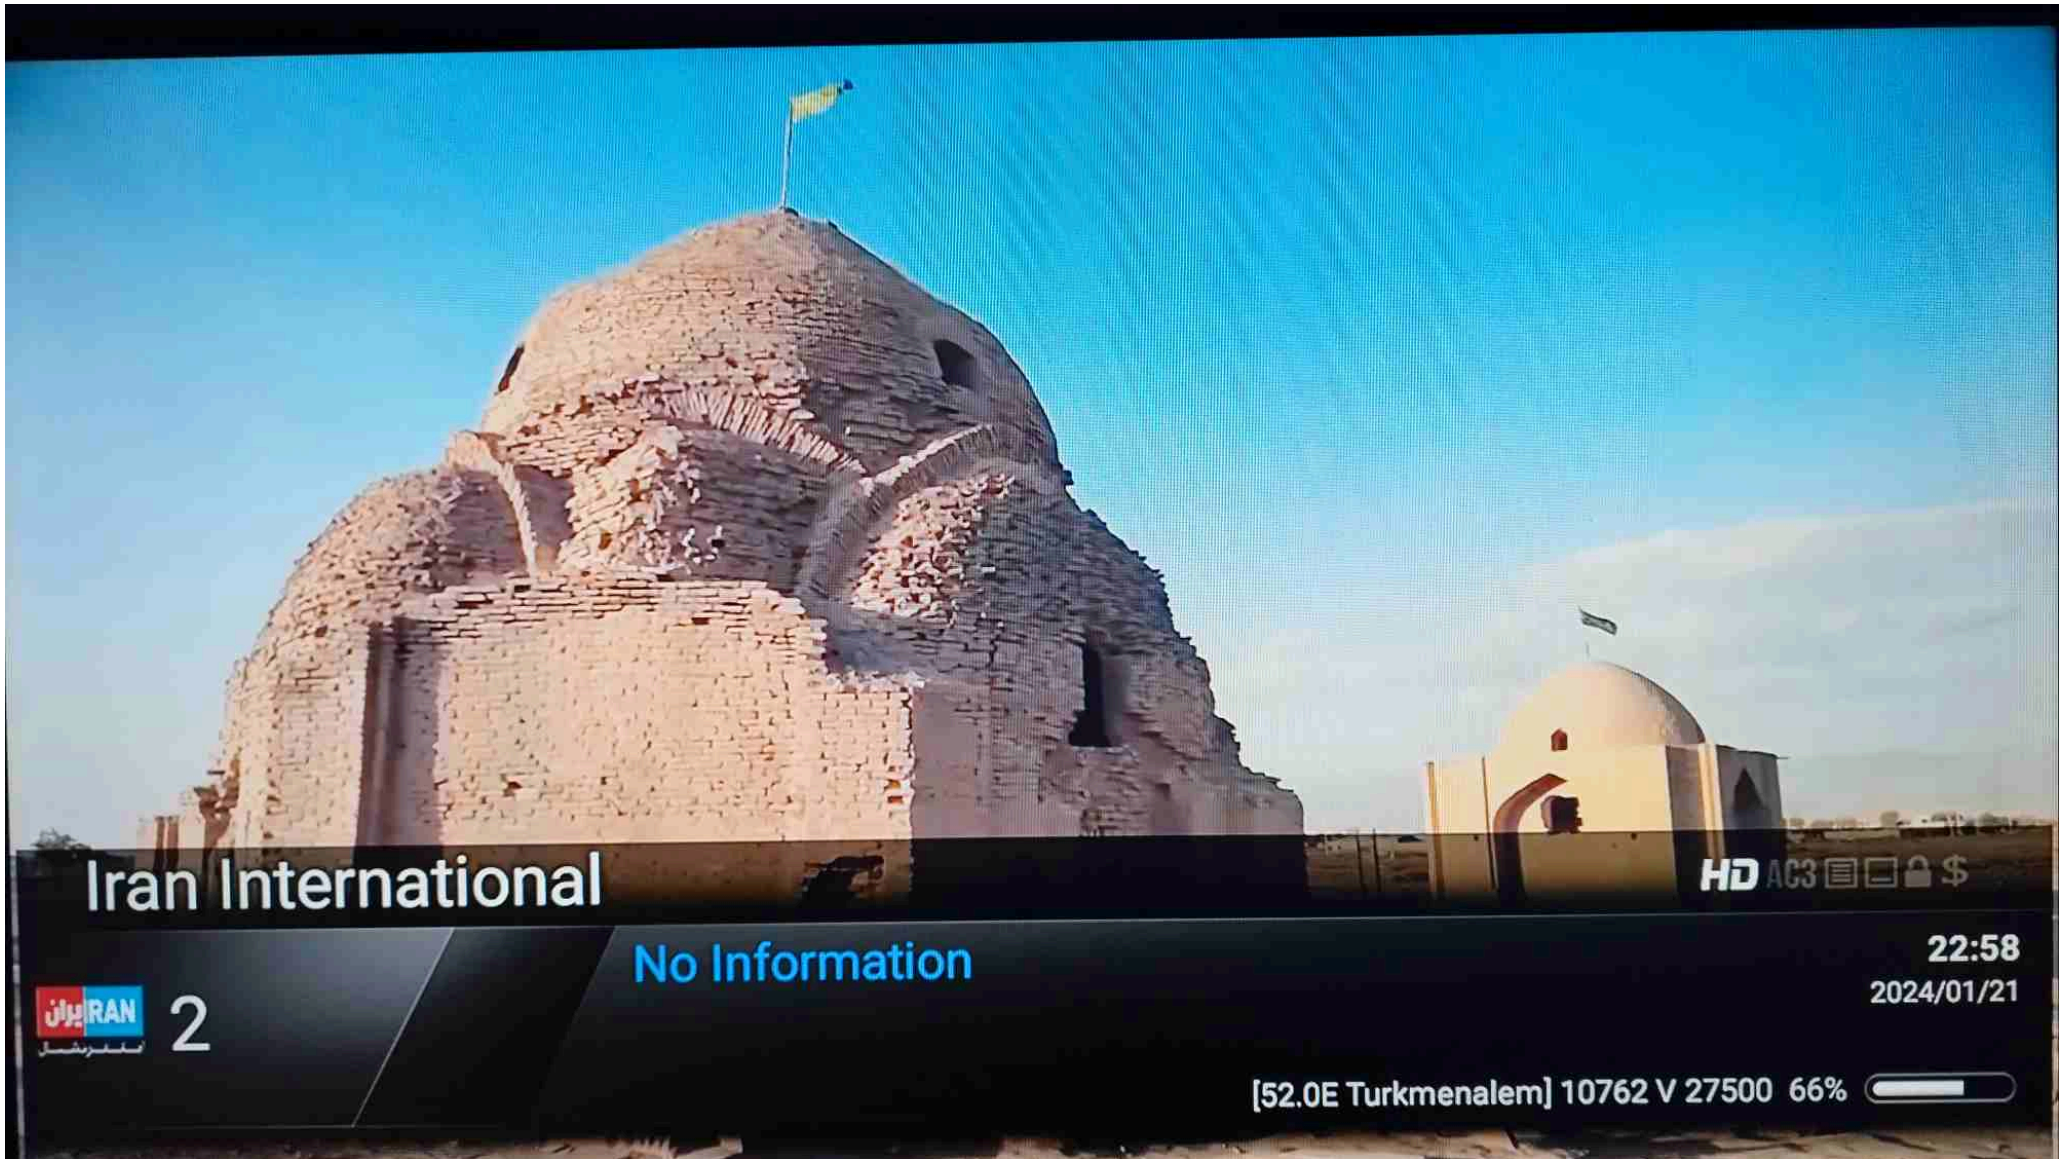 Iran International
HD AC3 $
No Information
22:58
2024/01/21
ایران IRAN
اینترنشنال
2
[52.0E Turkmenalem] 10762 V 27500 66%